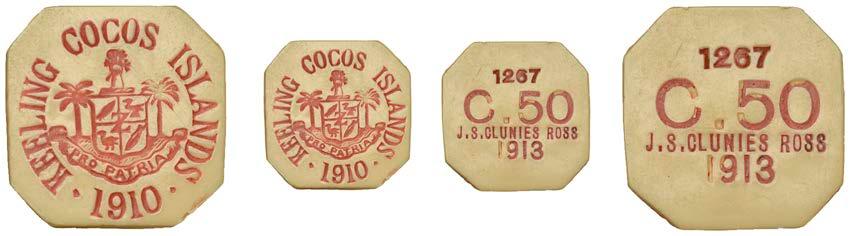 KEELING COCOS ISLANDS
PRO PATRIA
· 1910 ·
KEELING COCOS ISLANDS
PRO PATRIA
· 1910 ·
1267
C.50
J.S.CLUNIES ROSS
1913
1267
C.50
J.S.CLUNIES ROSS
1913